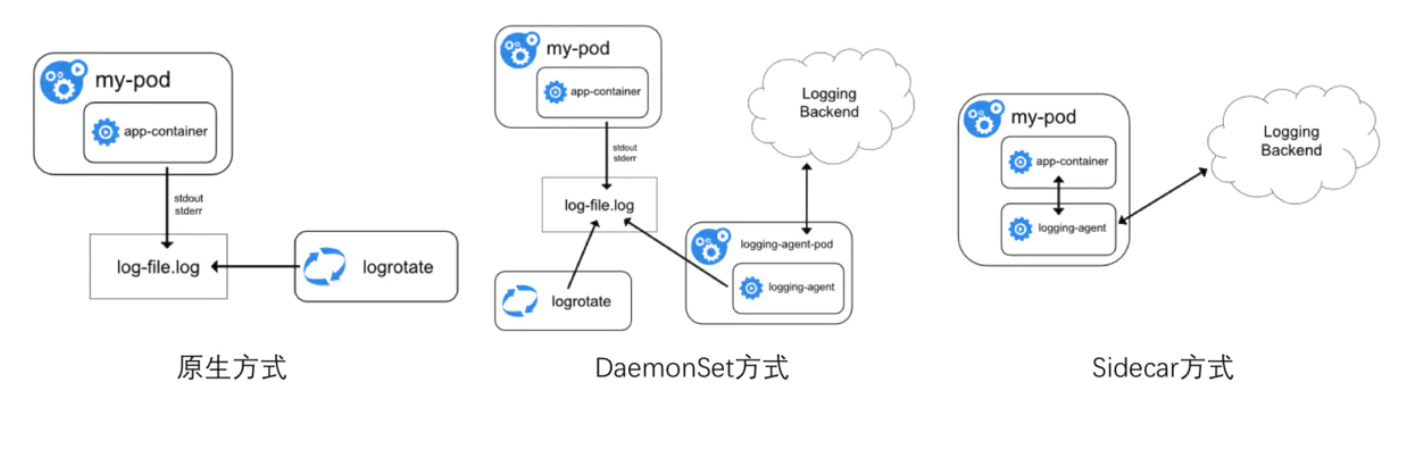 my-pod
app-container
stdout
stderr
log-file.log
logrotate
原生方式
my-pod
app-container
stdout
stderr
log-file.log
logrotate
Logging
Backend
logging-agent-pod
logging-agent
DaemonSet方式
my-pod
app-container
logging-agent
Logging
Backend
Sidecar方式